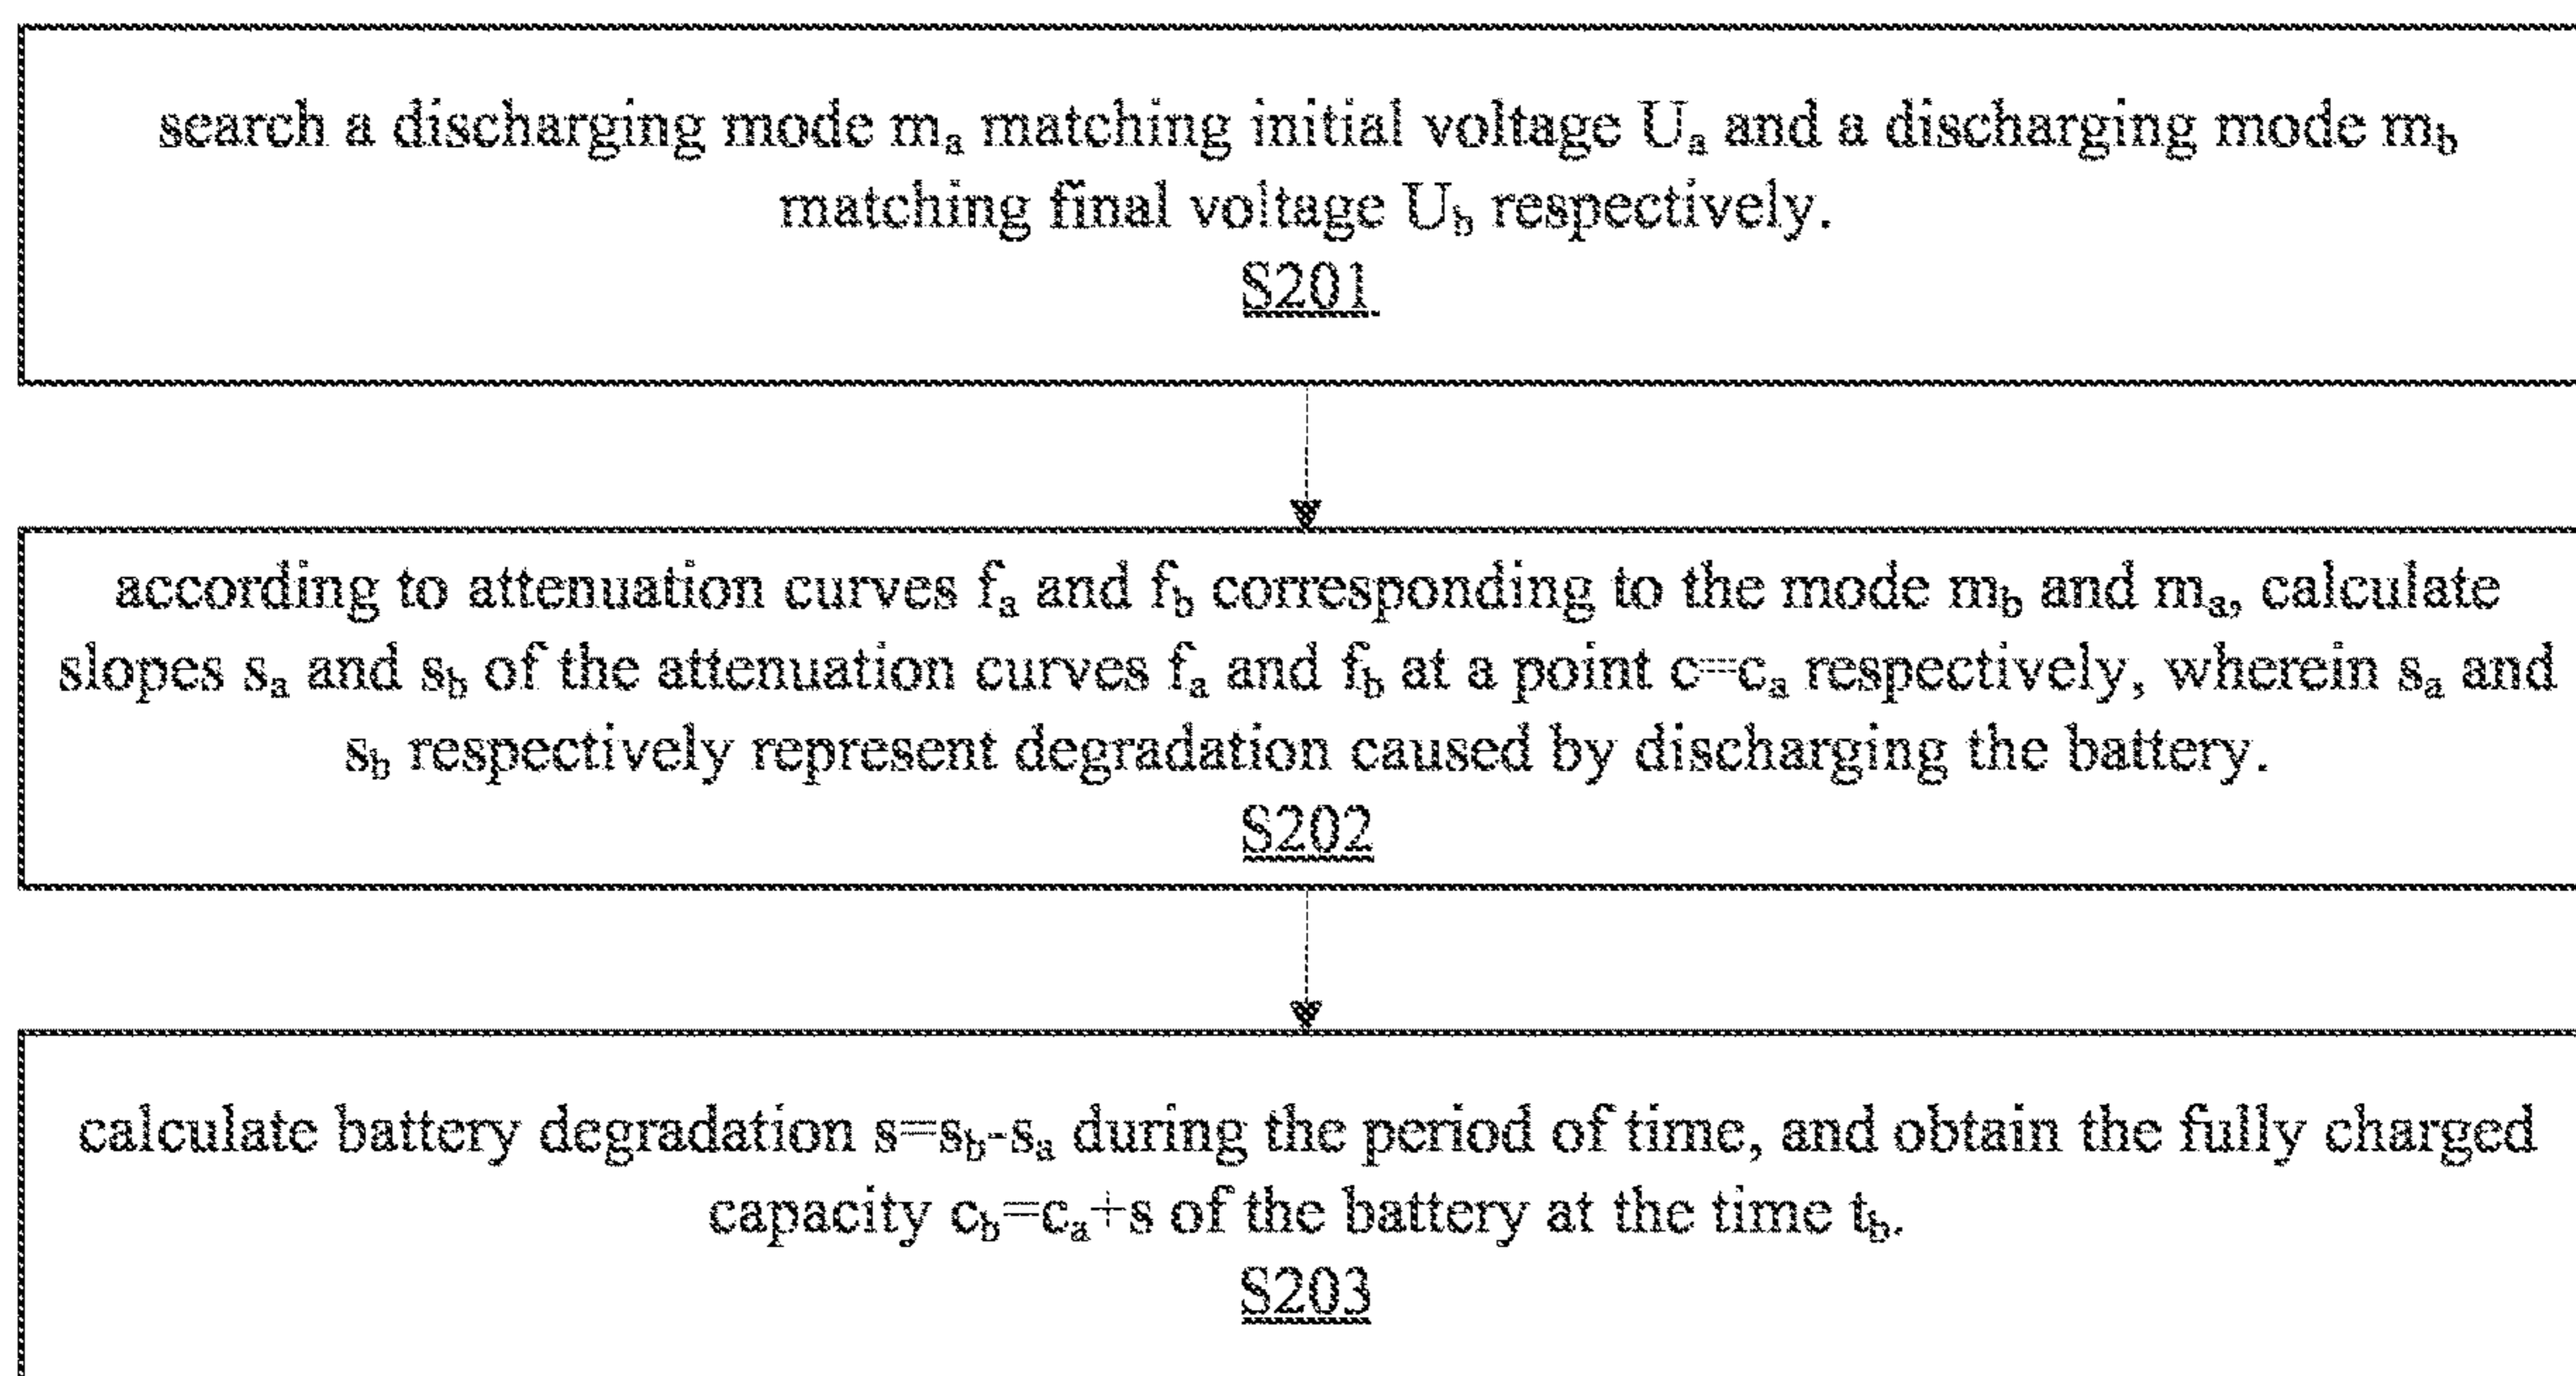 search a discharging mode mₐ matching initial voltage Uₐ and a discharging mode m_b
matching final voltage U_b respectively.
S201
according to attenuation curves fₐ and f_b corresponding to the mode m_b and mₐ, calculate
slopes sₐ and s_b of the attenuation curves fₐ and f_b at a point c=cₐ respectively, wherein sₐ and
s_b respectively represent degradation caused by discharging the battery.
S202
calculate battery degradation s=s_b-sₐ during the period of time, and obtain the fully charged
capacity c_b=cₐ+s of the battery at the time t_b.
S203